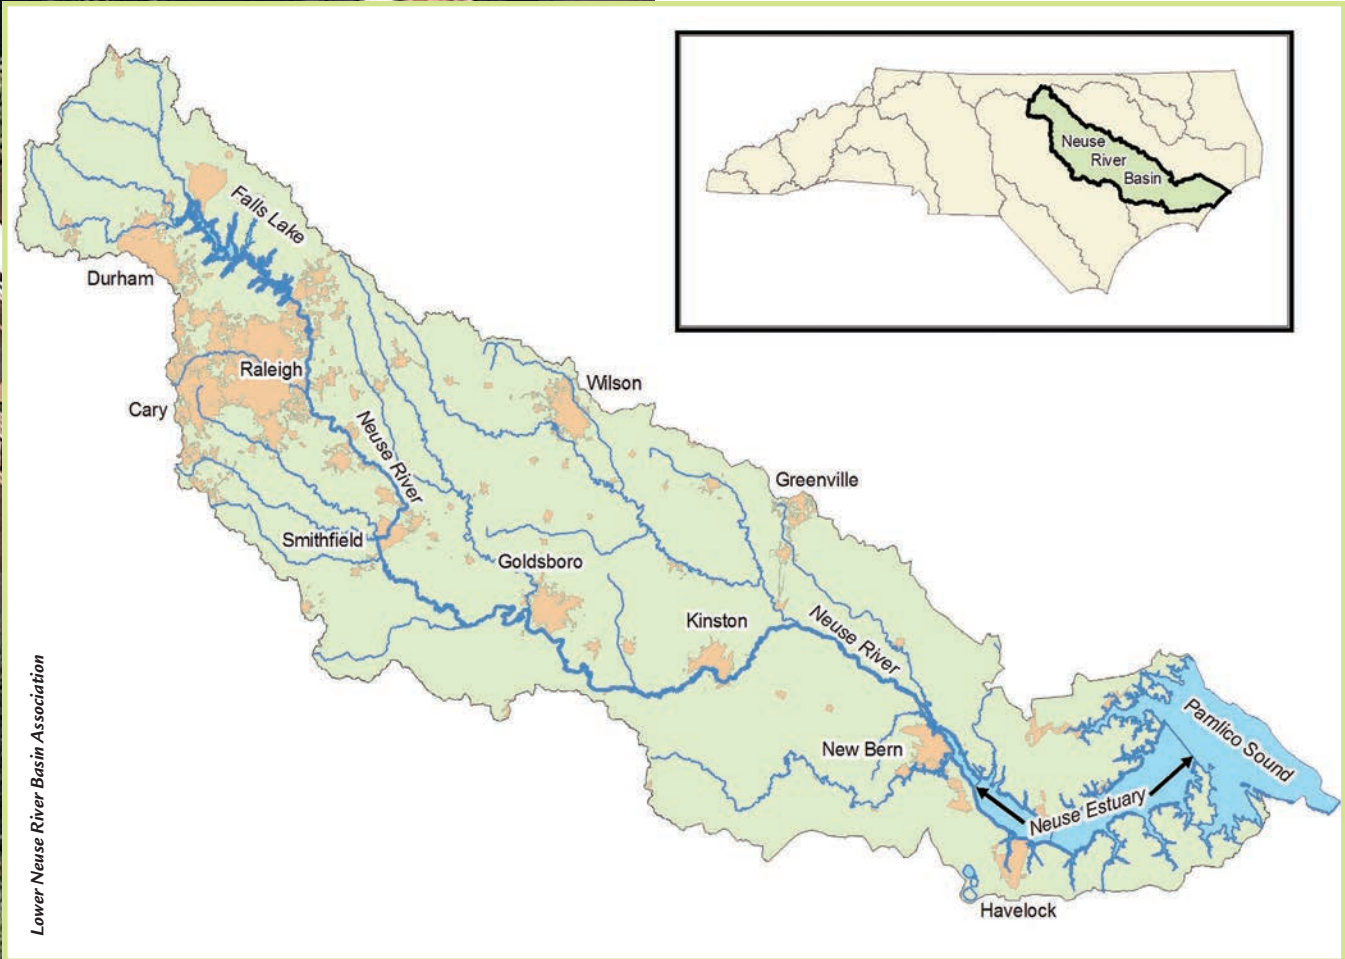 Neuse
River
Basin
Falls Lake
Durham
Raleigh
Cary
Wilson
Neuse River
Greenville
Smithfield
Goldsboro
Kinston
Neuse River
New Bern
Pamlico Sound
Neuse Estuary
Havelock
Lower Neuse River Basin Association